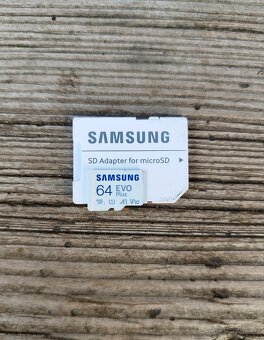 SAMSUNG
SD Adapter for microSD
SAMSUNG
64 EVO
Plus
A1 V10